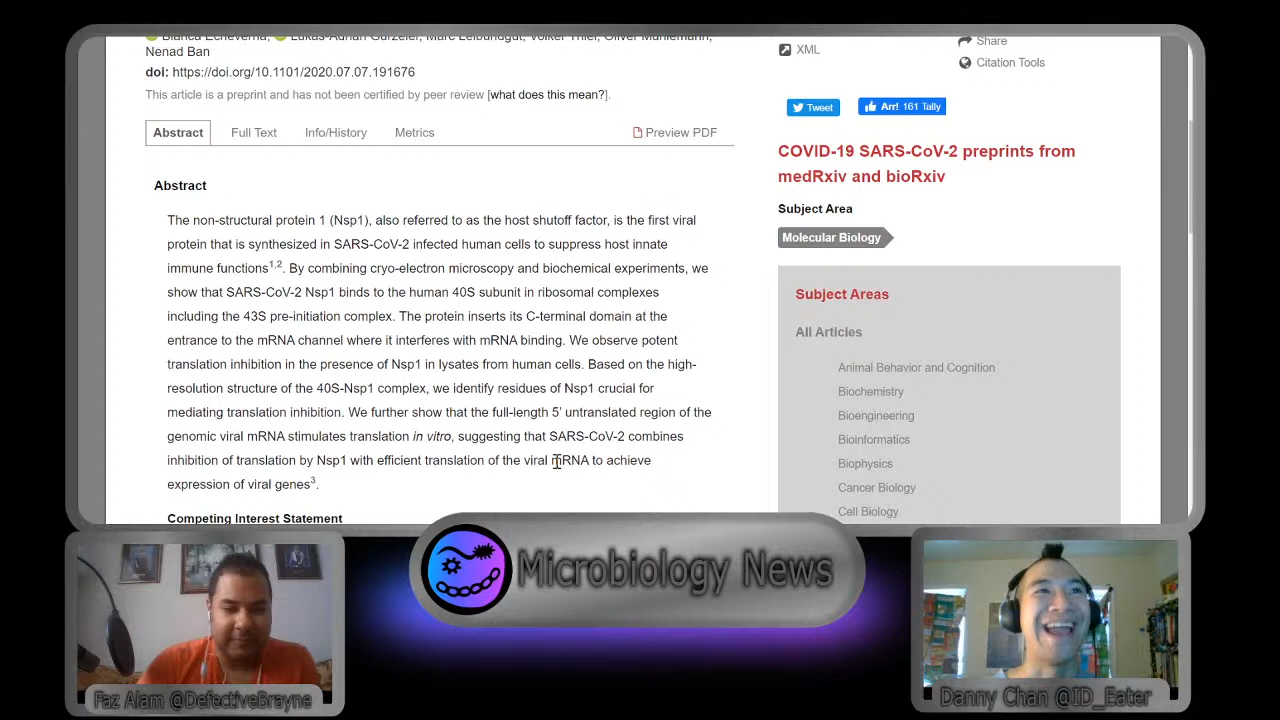 Bianca Echeverria, Lukas-Adrian Gurzeler, Marc Leibundgut, Volker Thiel, Oliver Mühlemann,
Nenad Ban
doi: https://doi.org/10.1101/2020.07.07.191676
This article is a preprint and has not been certified by peer review [what does this mean?].
Abstract Full Text Info/History Metrics Preview PDF
Abstract
The non-structural protein 1 (Nsp1), also referred to as the host shutoff factor, is the first viral
protein that is synthesized in SARS-CoV-2 infected human cells to suppress host innate
immune functions1,2. By combining cryo-electron microscopy and biochemical experiments, we
show that SARS-CoV-2 Nsp1 binds to the human 40S subunit in ribosomal complexes
including the 43S pre-initiation complex. The protein inserts its C-terminal domain at the
entrance to the mRNA channel where it interferes with mRNA binding. We observe potent
translation inhibition in the presence of Nsp1 in lysates from human cells. Based on the high-
resolution structure of the 40S-Nsp1 complex, we identify residues of Nsp1 crucial for
mediating translation inhibition. We further show that the full-length 5’ untranslated region of the
genomic viral mRNA stimulates translation in vitro, suggesting that SARS-CoV-2 combines
inhibition of translation by Nsp1 with efficient translation of the viral mRNA to achieve
expression of viral genes3.
Competing Interest Statement
XML
Share
Citation Tools
Tweet
Arr! 161 Tally
COVID-19 SARS-CoV-2 preprints from
medRxiv and bioRxiv
Subject Area
Molecular Biology
Subject Areas
All Articles
Animal Behavior and Cognition
Biochemistry
Bioengineering
Bioinformatics
Biophysics
Cancer Biology
Cell Biology
Microbiology News
Faz Alam @DefectiveBrayne
Danny Chan @ID_Eater